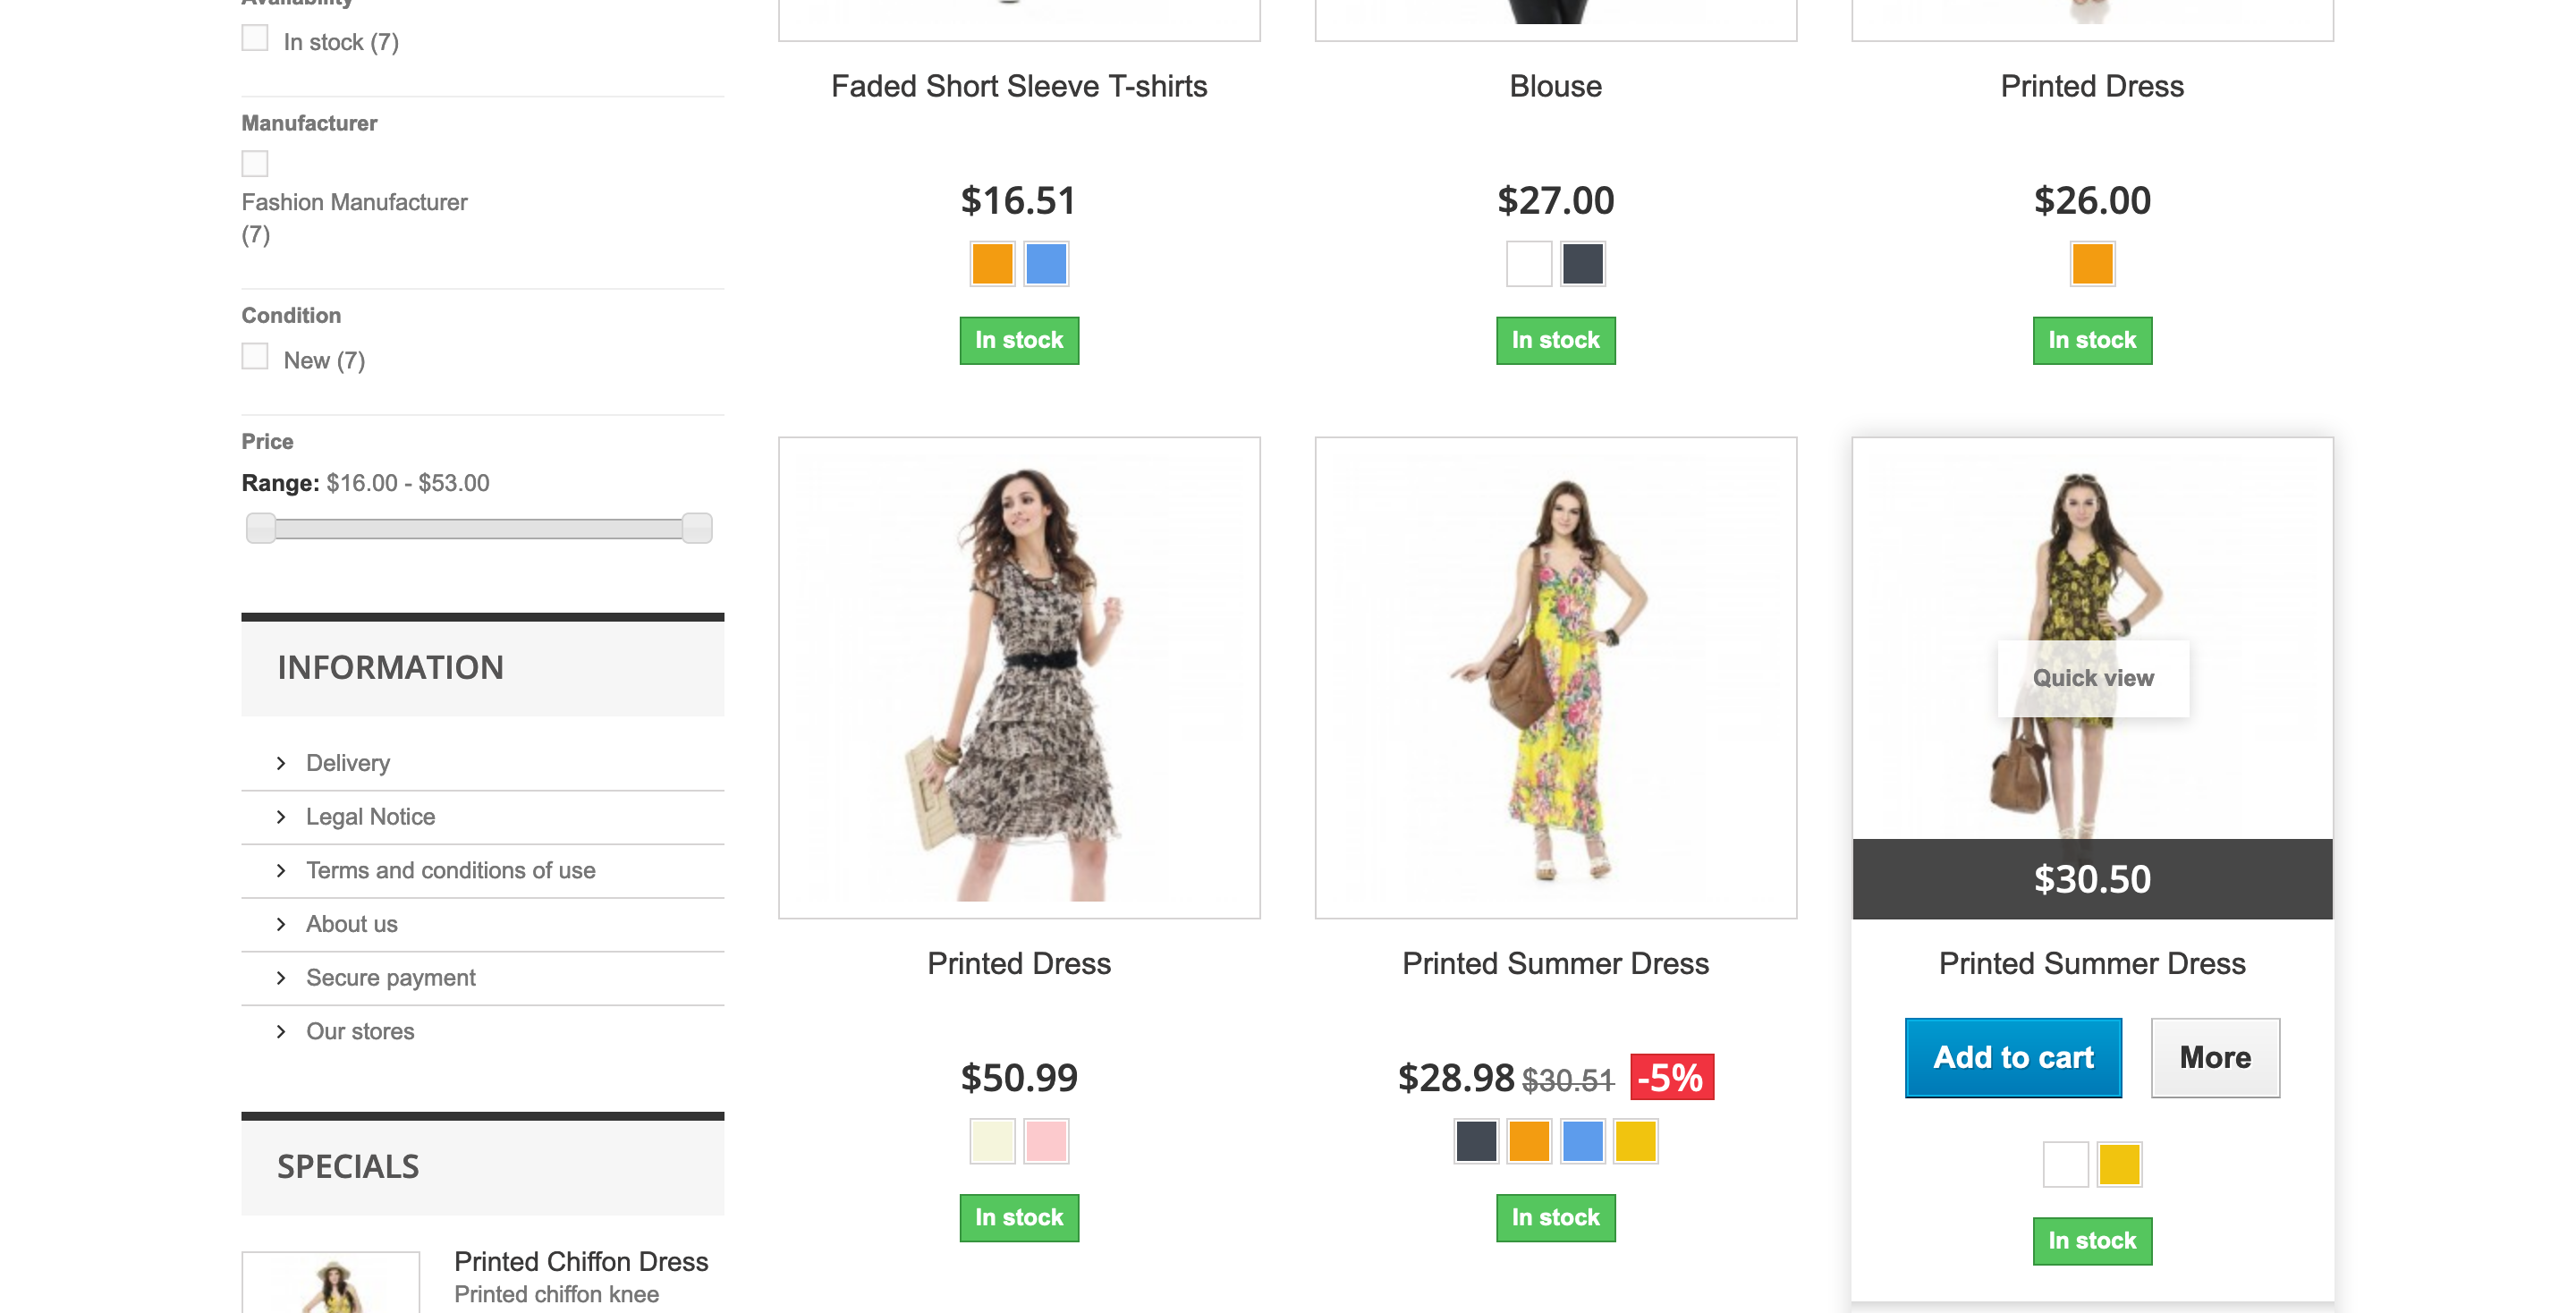 Availability
In stock (7)
Manufacturer
Fashion Manufacturer
(7)
Condition
New (7)
Price
Range: $16.00 - $53.00
INFORMATION
Delivery
Legal Notice
Terms and conditions of use
About us
Secure payment
Our stores
SPECIALS
Printed Chiffon Dress
Printed chiffon knee
Faded Short Sleeve T-shirts
$16.51
In stock
Blouse
$27.00
In stock
Printed Dress
$26.00
In stock
Printed Dress
$50.99
In stock
Printed Summer Dress
$28.98 $30.51 -5%
In stock
Quick view
$30.50
Printed Summer Dress
Add to cart
More
In stock